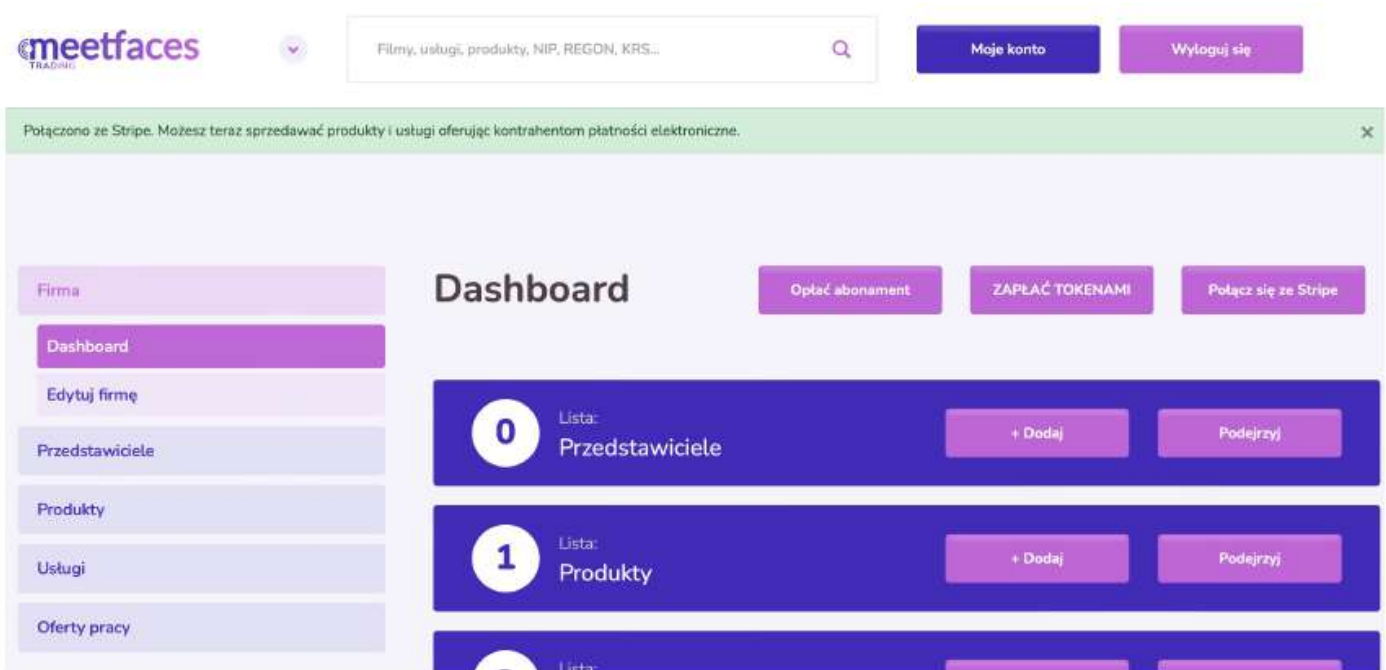 meetfaces
TRADING
Filmy, usługi, produkty, NIP, REGON, KRS...
Moje konto
Wyloguj się
Połączono ze Stripe. Możesz teraz sprzedawać produkty i usługi oferując kontrahentom płatności elektroniczne.
×
Firma
Dashboard
Edytuj firmę
Przedstawiciele
Produkty
Usługi
Oferty pracy
Dashboard
Opłać abonament
ZAPŁAĆ TOKENAMI
Połącz się ze Stripe
0
Lista:
Przedstawiciele
+ Dodaj
Podejrzyj
1
Lista:
Produkty
+ Dodaj
Podejrzyj
Lista: